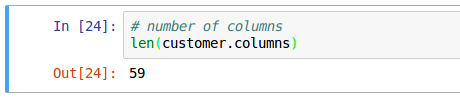 In [24]: # number of columns
len(customer.columns)
Out[24]: 59